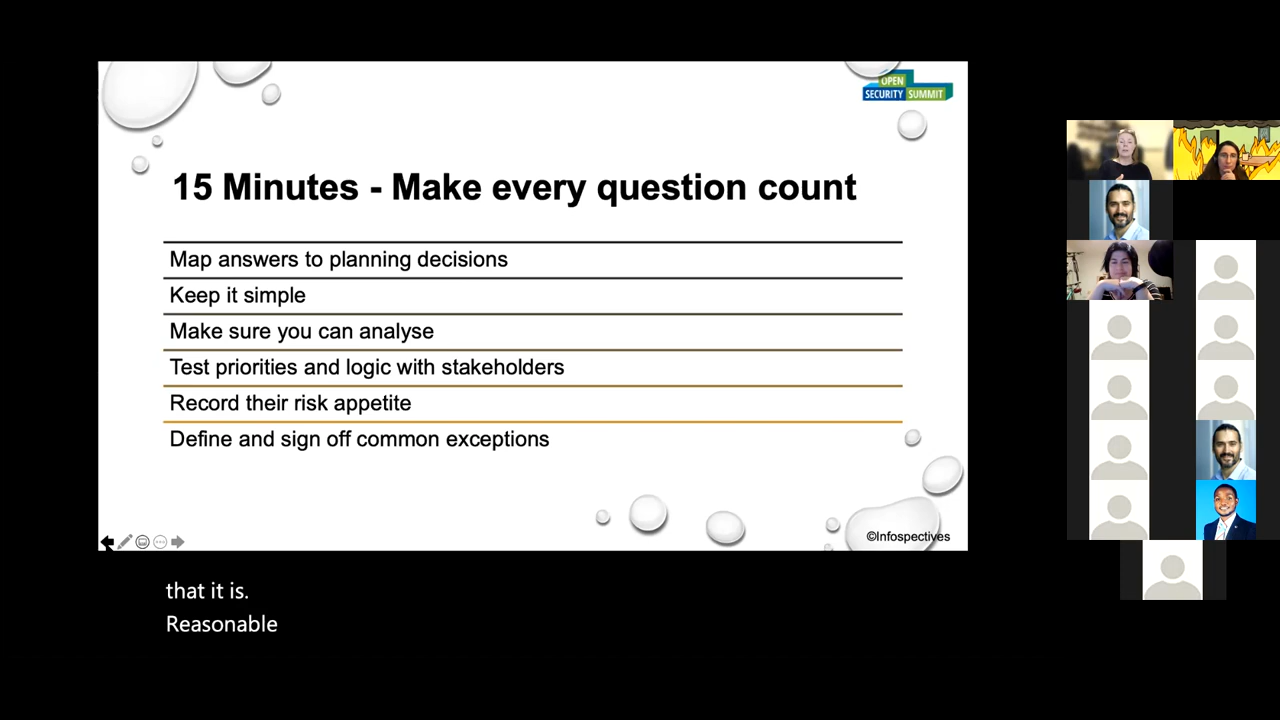 OPEN
SECURITY SUMMIT
15 Minutes - Make every question count
Map answers to planning decisions
Keep it simple
Make sure you can analyse
Test priorities and logic with stakeholders
Record their risk appetite
Define and sign off common exceptions
©Infospectives
that it is.
Reasonable